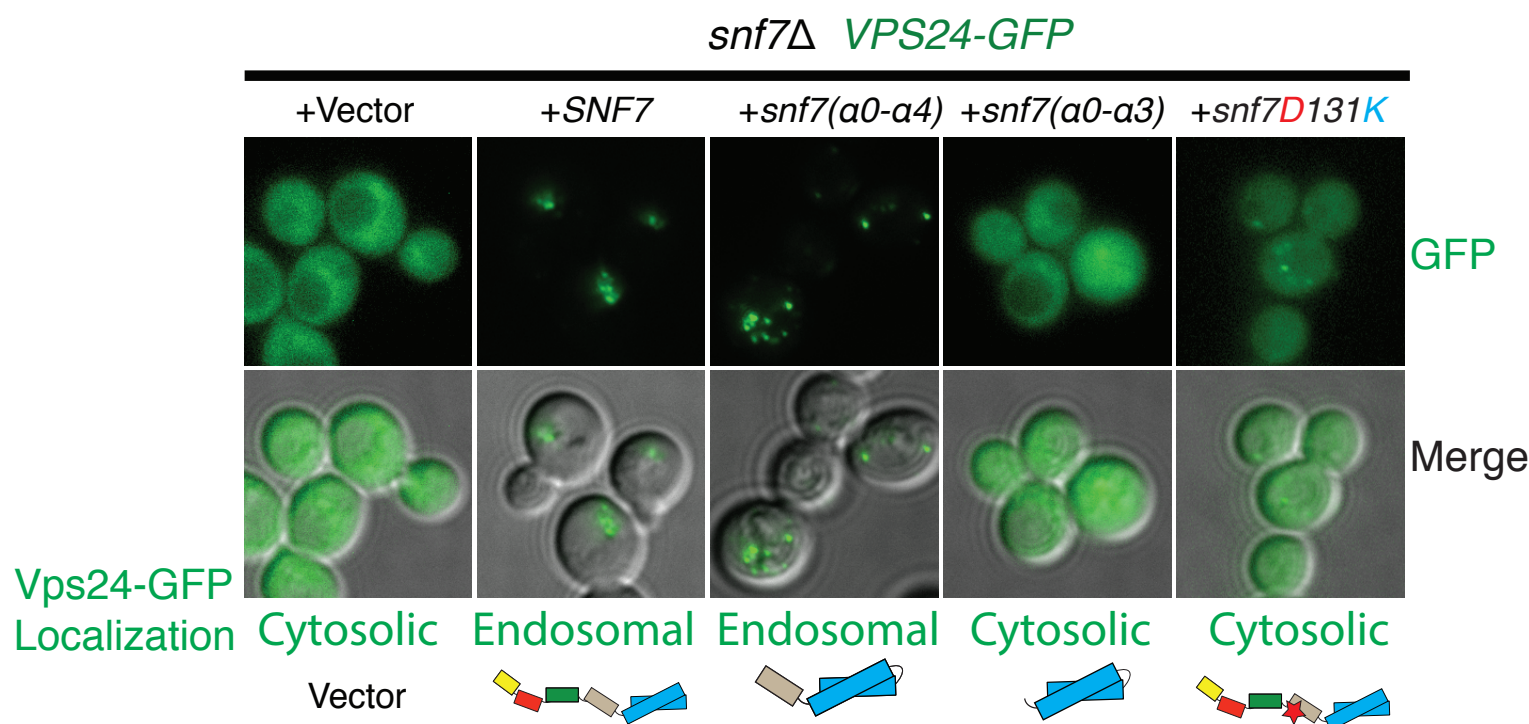 snf7Δ VPS24-GFP
+Vector +SNF7 +snf7(α0-α4) +snf7(α0-α3) +snf7D131K
GFP
Merge
Vps24-GFP
Localization Cytosolic Endosomal Endosomal Cytosolic Cytosolic
Vector